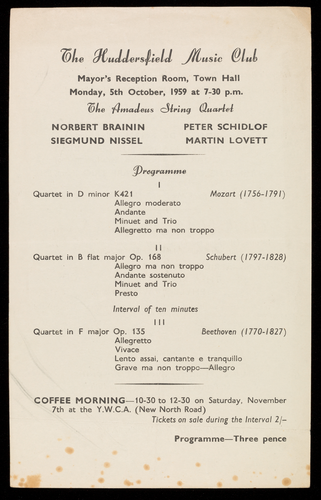 The Huddersfield Music Club
Mayor's Reception Room, Town Hall
Monday, 5th October, 1959 at 7-30 p.m.
The Amadeus String Quartet
NORBERT BRAININ PETER SCHIDLOF
SIEGMUND NISSEL MARTIN LOVETT
Programme
I
Quartet in D minor K421 Mozart (1756-1791)
Allegro moderato
Andante
Minuet and Trio
Allegretto ma non troppo
II
Quartet in B flat major Op. 168 Schubert (1797-1828)
Allegro ma non troppo
Andante sostenuto
Minuet and Trio
Presto
Interval of ten minutes
III
Quartet in F major Op. 135 Beethoven (1770-1827)
Allegretto
Vivace
Lento assai, cantante e tranquillo
Grave ma non troppo—Allegro
COFFEE MORNING—10-30 to 12-30 on Saturday, November
7th at the Y.W.C.A. (New North Road)
Tickets on sale during the Interval 2/-
Programme—Three pence